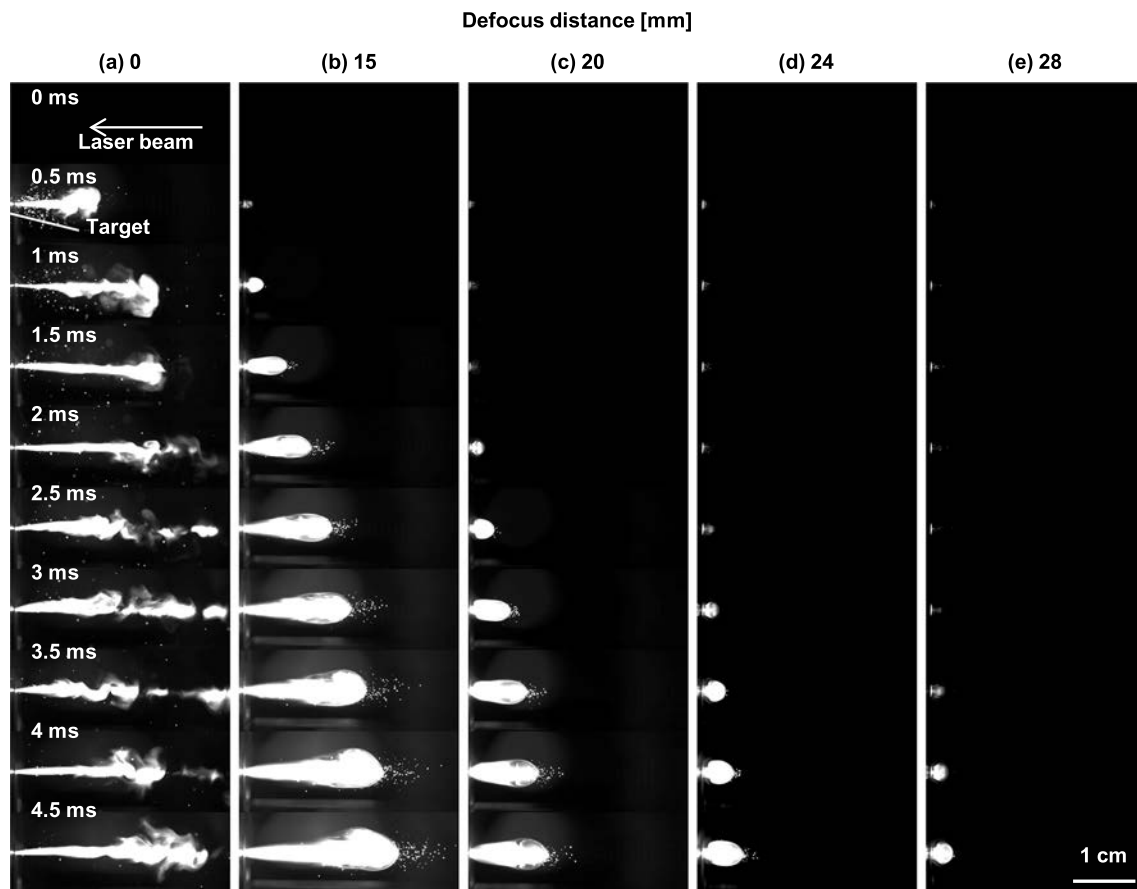 Defocus distance [mm]
(a) 0
(b) 15
(c) 20
(d) 24
(e) 28
0 ms
Laser beam
0.5 ms
Target
1 ms
1.5 ms
2 ms
2.5 ms
3 ms
3.5 ms
4 ms
4.5 ms
1 cm